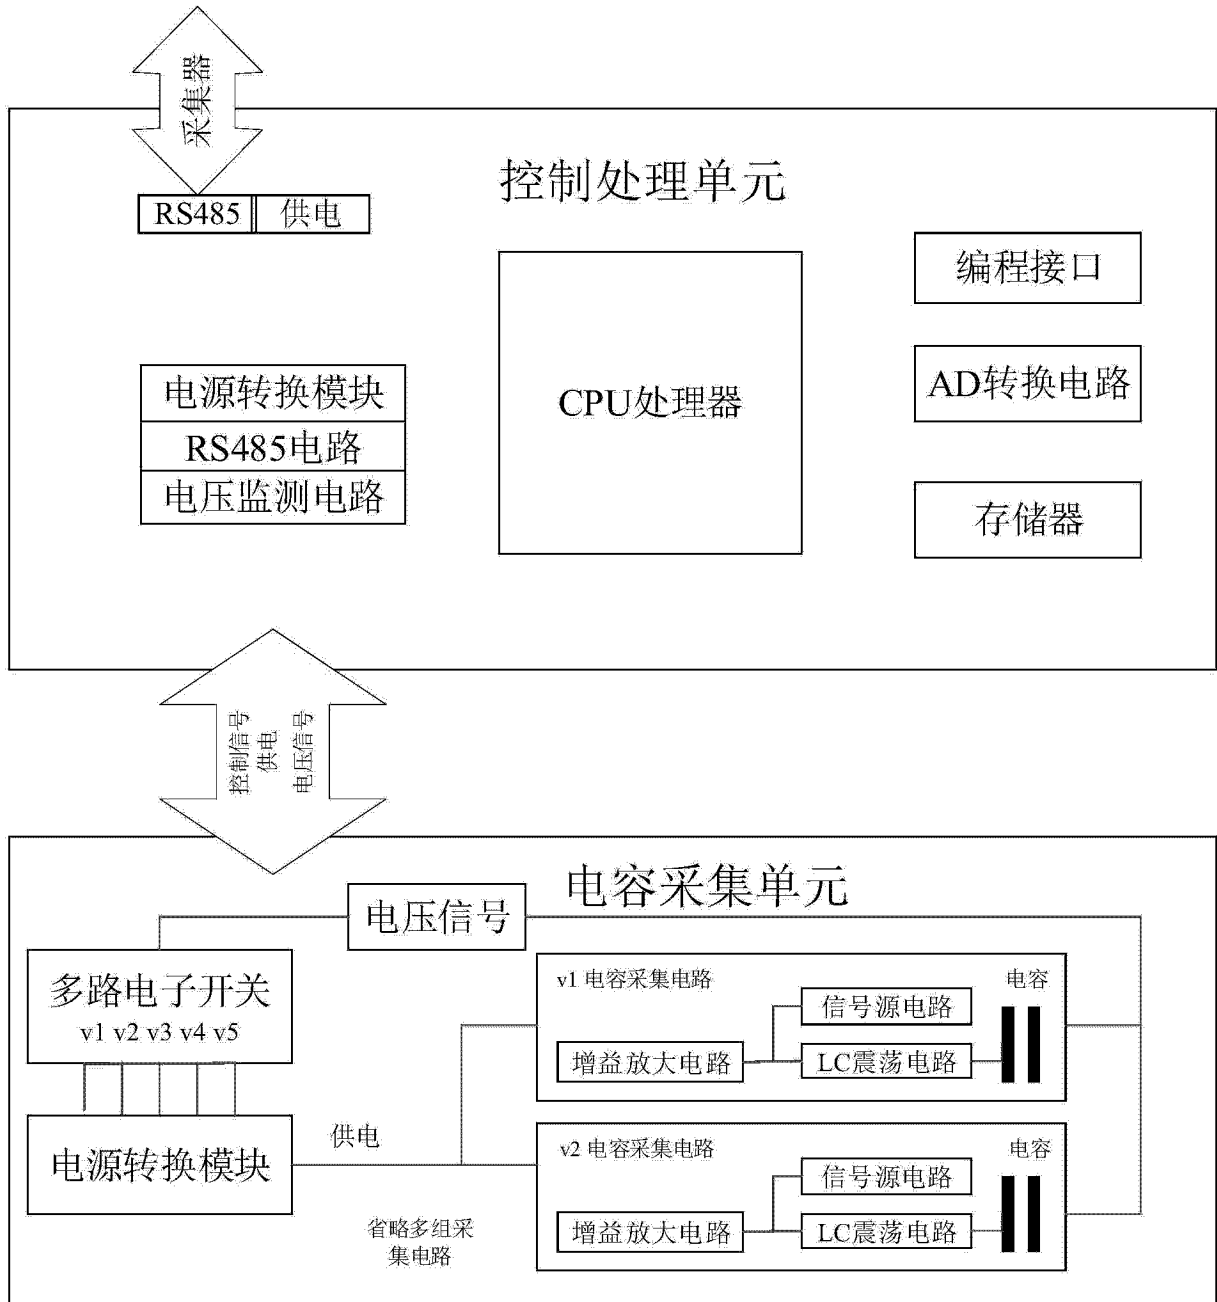 采集器
RS485
供电
控制处理单元
编程接口
电源转换模块
RS485电路
电压监测电路
CPU处理器
AD转换电路
存储器
控制信号
供电
电压信号
电容采集单元
电压信号
多路电子开关
v1 v2 v3 v4 v5
电源转换模块
供电
省略多组采
集电路
v1 电容采集电路
电容
信号源电路
增益放大电路
LC震荡电路
v2 电容采集电路
电容
信号源电路
增益放大电路
LC震荡电路